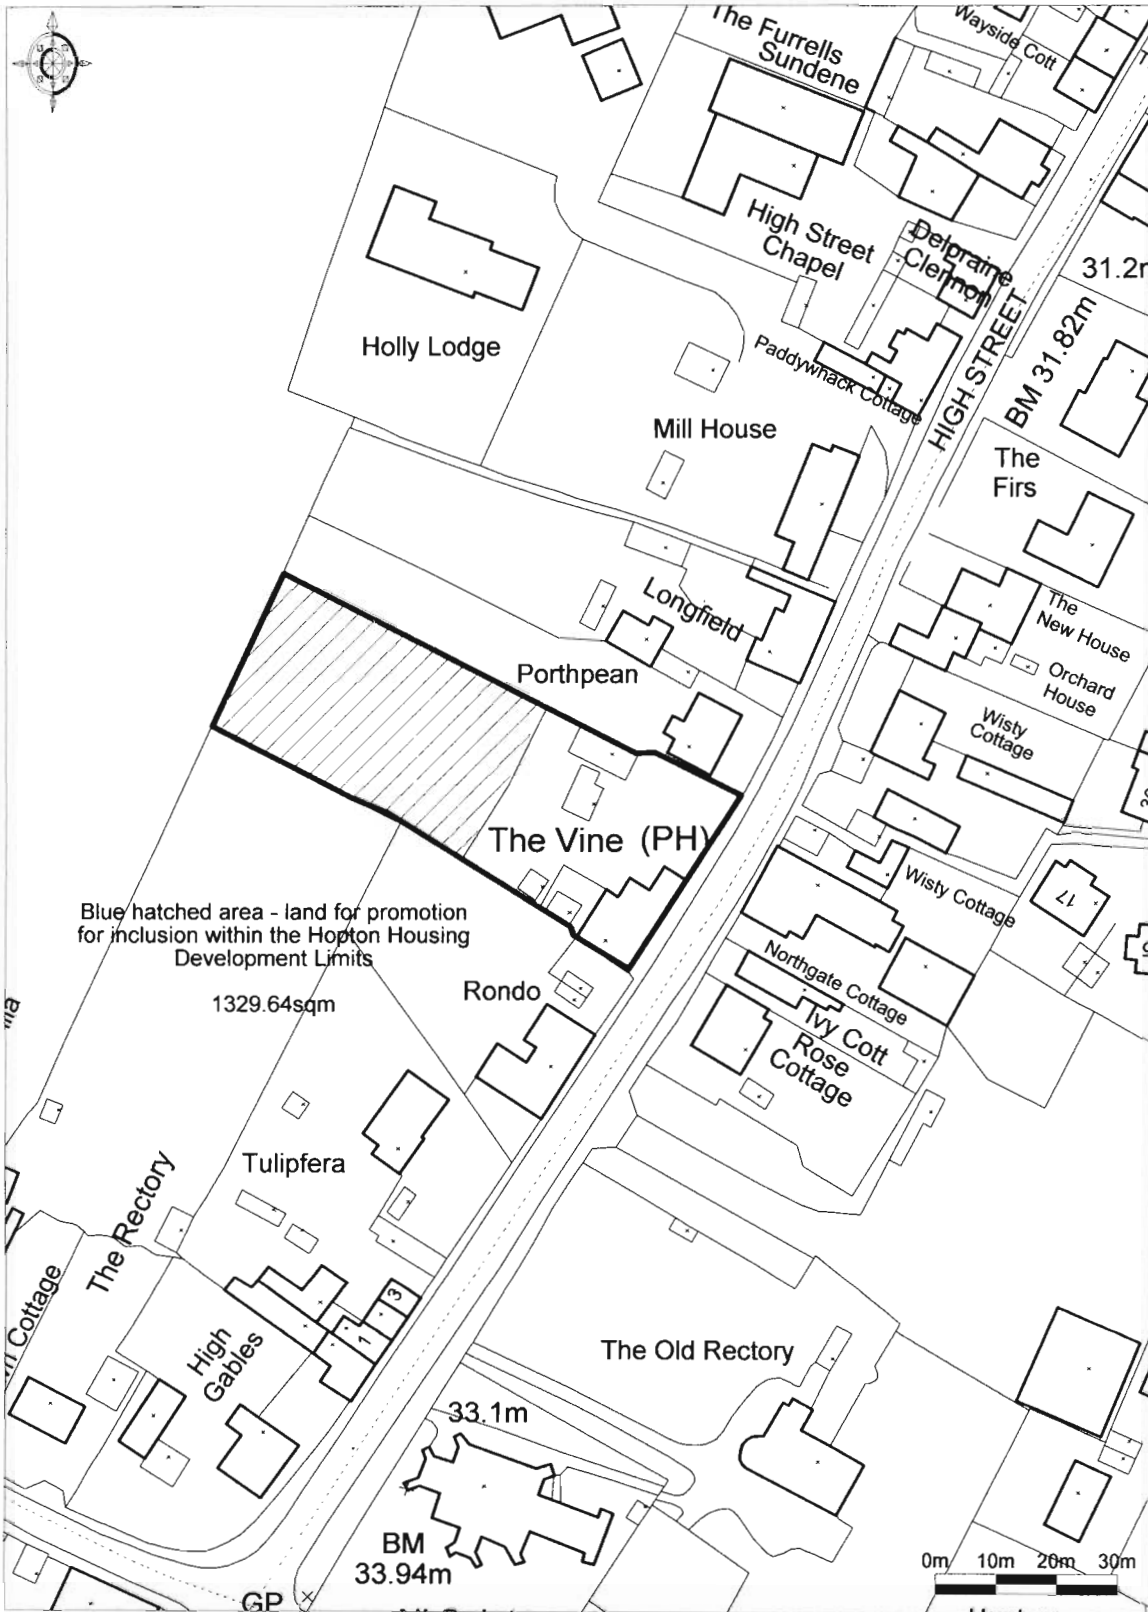 The Furrells
Sundene
Wayside Cott
High Street
Chapel
Deloraine
Clennon
31.2m
Holly Lodge
Paddywhack Cottage
HIGH STREET
BM 31.82m
Mill House
The
Firs
Longfield
The
New House
Porthpean
Orchard
House
Wisty
Cottage
The Vine (PH)
Wisty Cottage
17
Blue hatched area - land for promotion
for inclusion within the Hopton Housing
Development Limits
1329.64sqm
Northgate Cottage
Rondo
Ivy Cott
Rose
Cottage
Tulipfera
The Rectory
Cottage
3
1
High
Gables
The Old Rectory
33.1m
BM
33.94m
GP
0m 10m 20m 30m